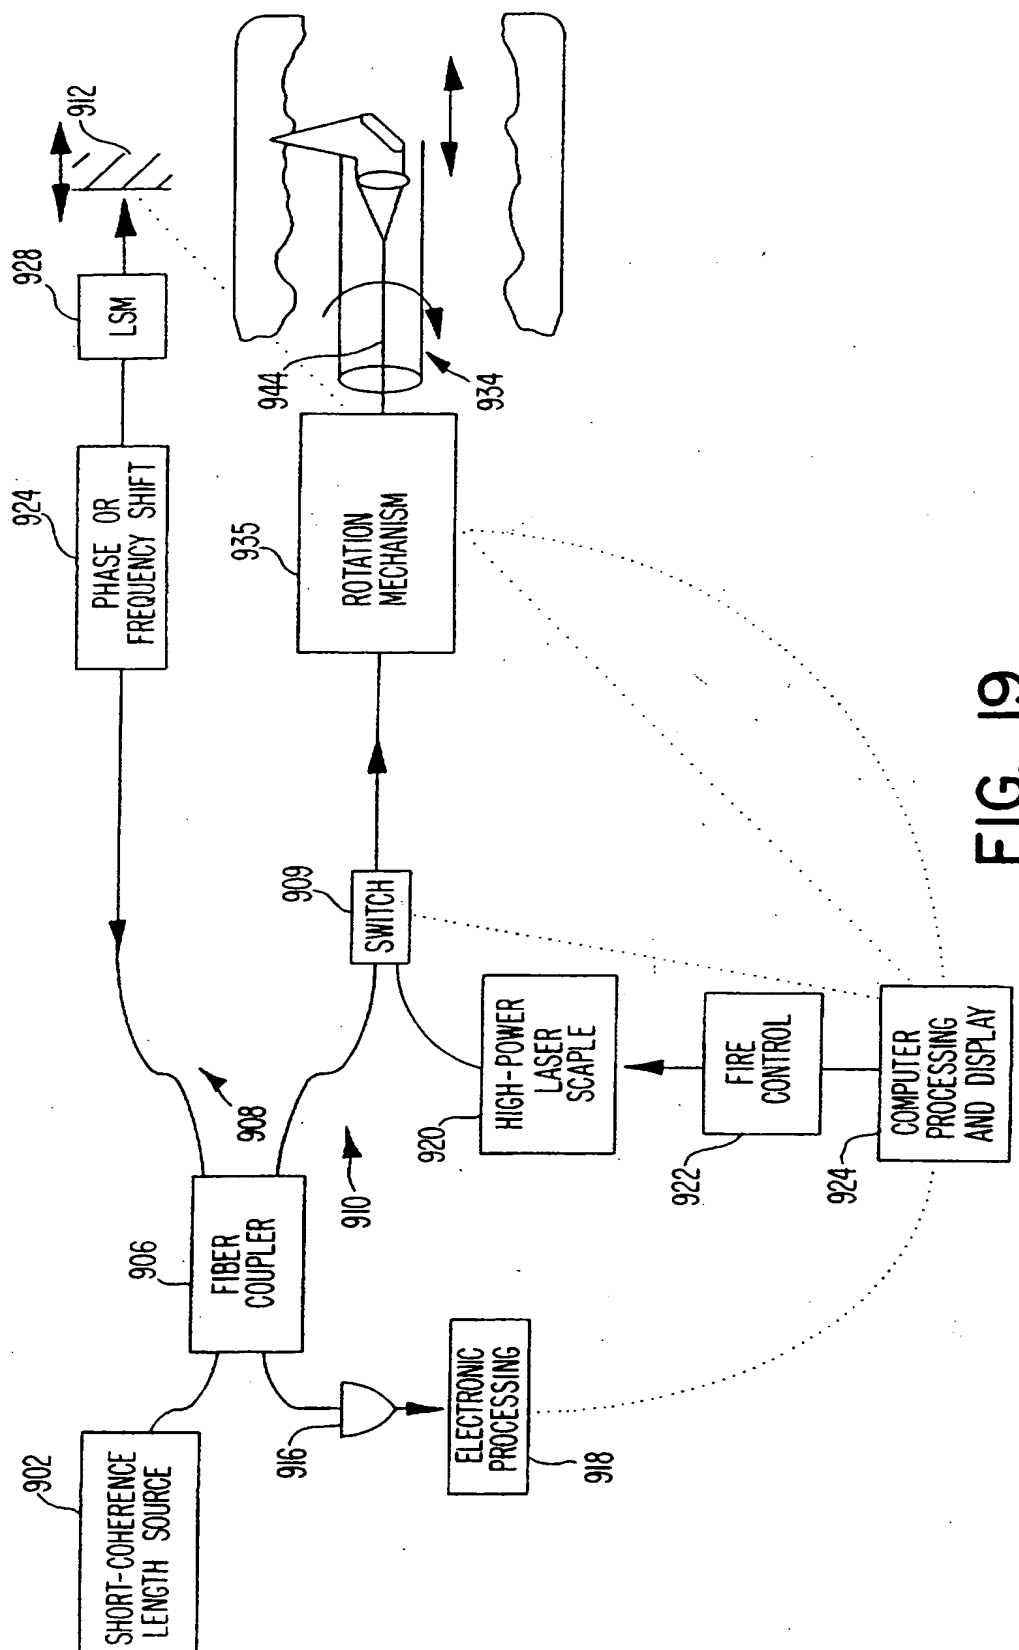 902
SHORT-COHERENCE
LENGTH SOURCE
906
FIBER
COUPLER
916
ELECTRONIC
PROCESSING
918
908
910
924
PHASE OR
FREQUENCY SHIFT
928
LSM
912
909
SWITCH
935
ROTATION
MECHANISM
944
934
HIGH-POWER
LASER
SCAPLE
920
FIRE
CONTROL
922
COMPUTER
PROCESSING
AND DISPLAY
924
FIG. 19